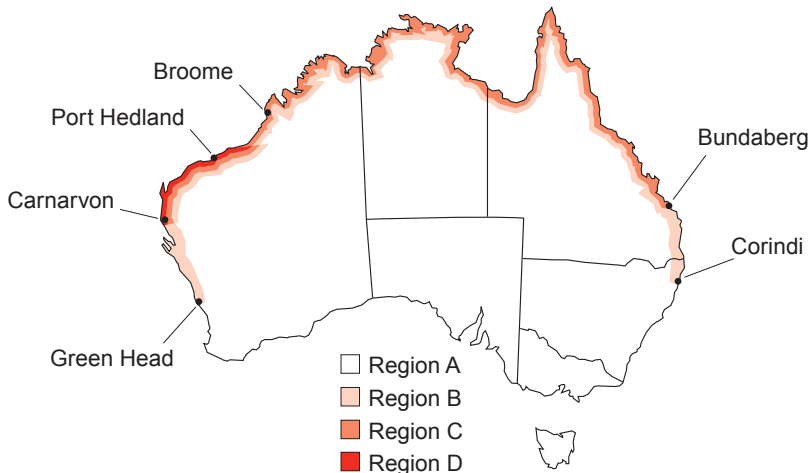 Broome
Port Hedland
Bundaberg
Carnarvon
Corindi
Green Head
Region A
Region B
Region C
Region D